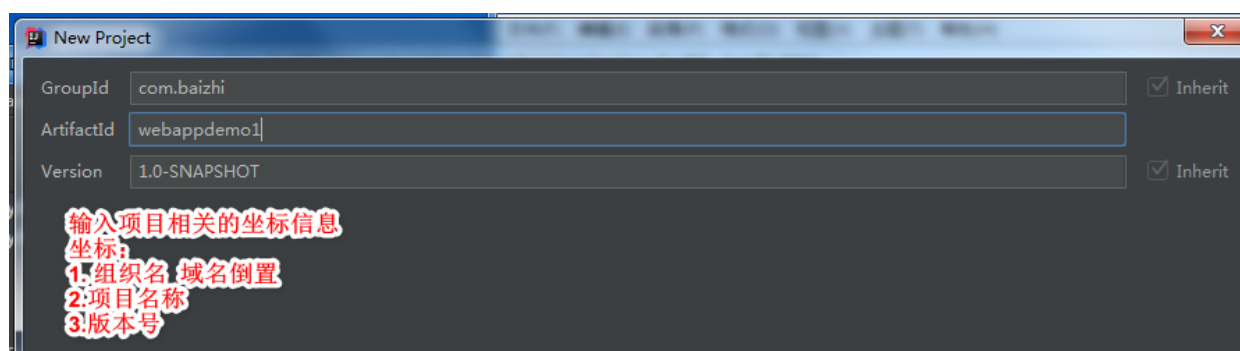 New Project
GroupId com.baizhi Inherit
ArtifactId webappdemo1
Version 1.0-SNAPSHOT Inherit
输入项目相关的坐标信息
坐标：
1. 组织名 域名倒置
2.项目名称
3.版本号